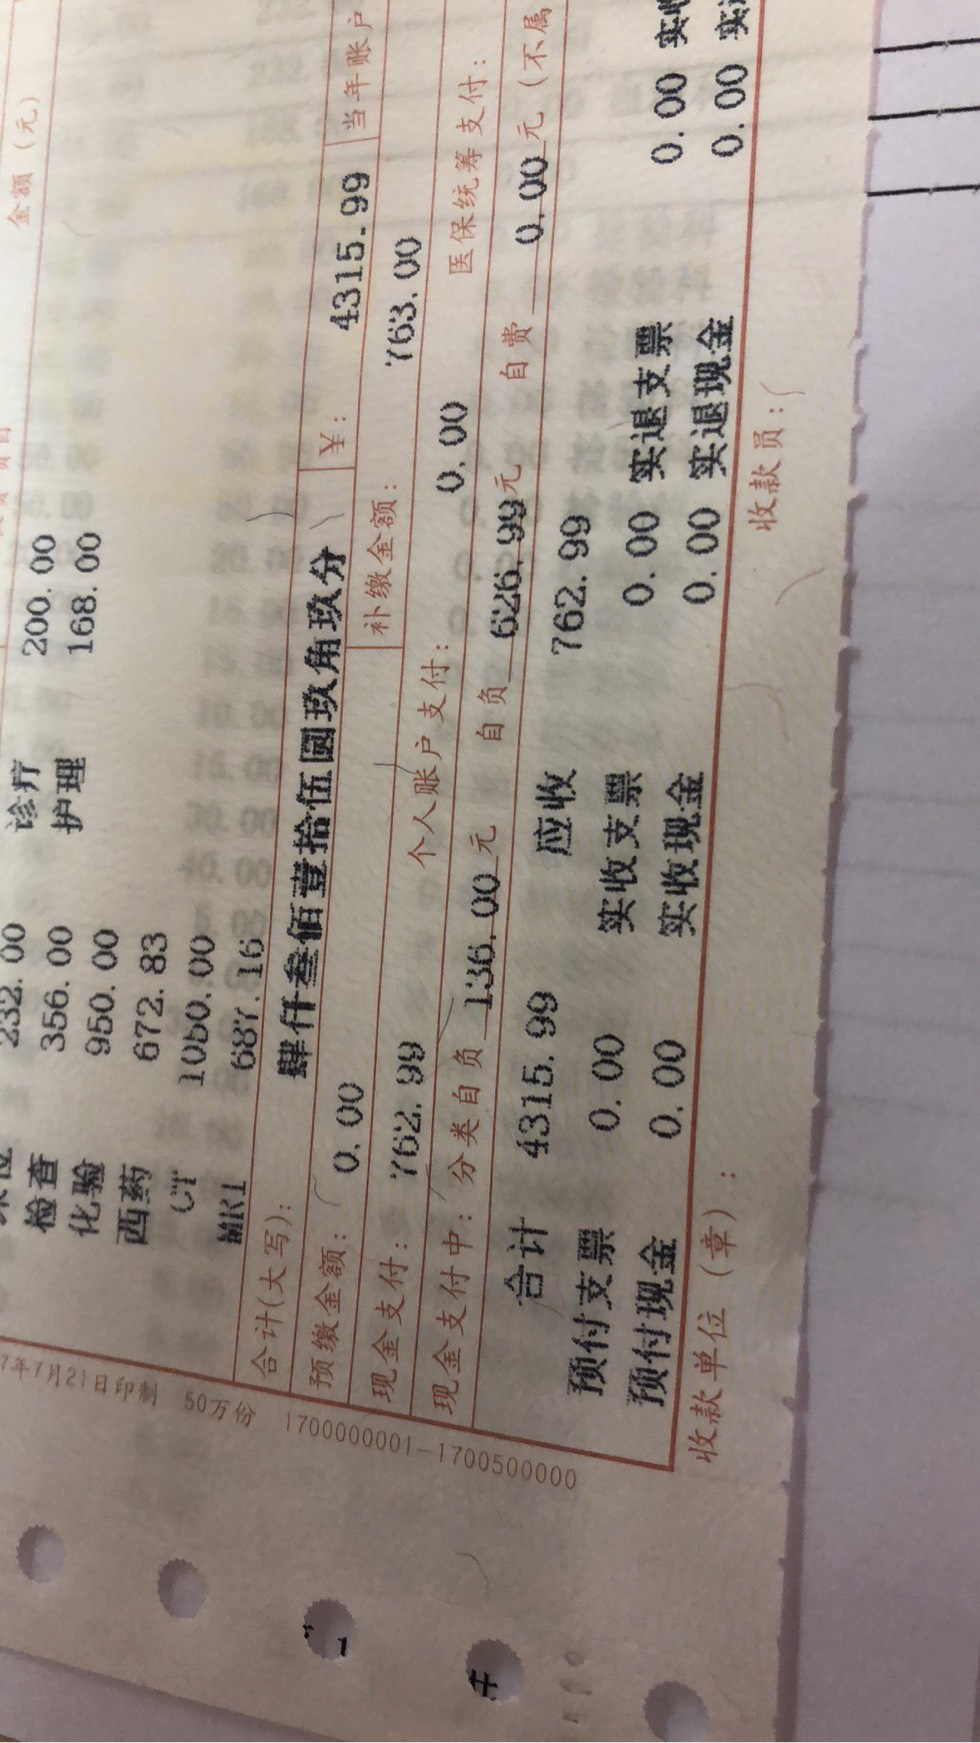 金额（元）
232.00 诊疗 200.00
检查 356.00 护理 168.00
化验 950.00
西药 672.83
CT 1050.00
MRI 687.16
合计(大写): 肆仟叁佰壹拾伍圆玖角玖分 ¥: 4315.99
预缴金额: 0.00 补缴金额: 763.00 当年账户
现金支付: 762.99 个人账户支付: 0.00 医保统筹支付:
现金支付中: 分类自负 136.00 元 自负 626.99 元 自费 0.00 元（不属
合计 4315.99 应收 762.99
预付支票 0.00 实收支票 0.00 实退支票 0.00
预付现金 0.00 实收现金 0.00 实退现金 0.00
收款单位（章）: 收款员:
7年7月21日印制 50万份 1700000001-1700500000